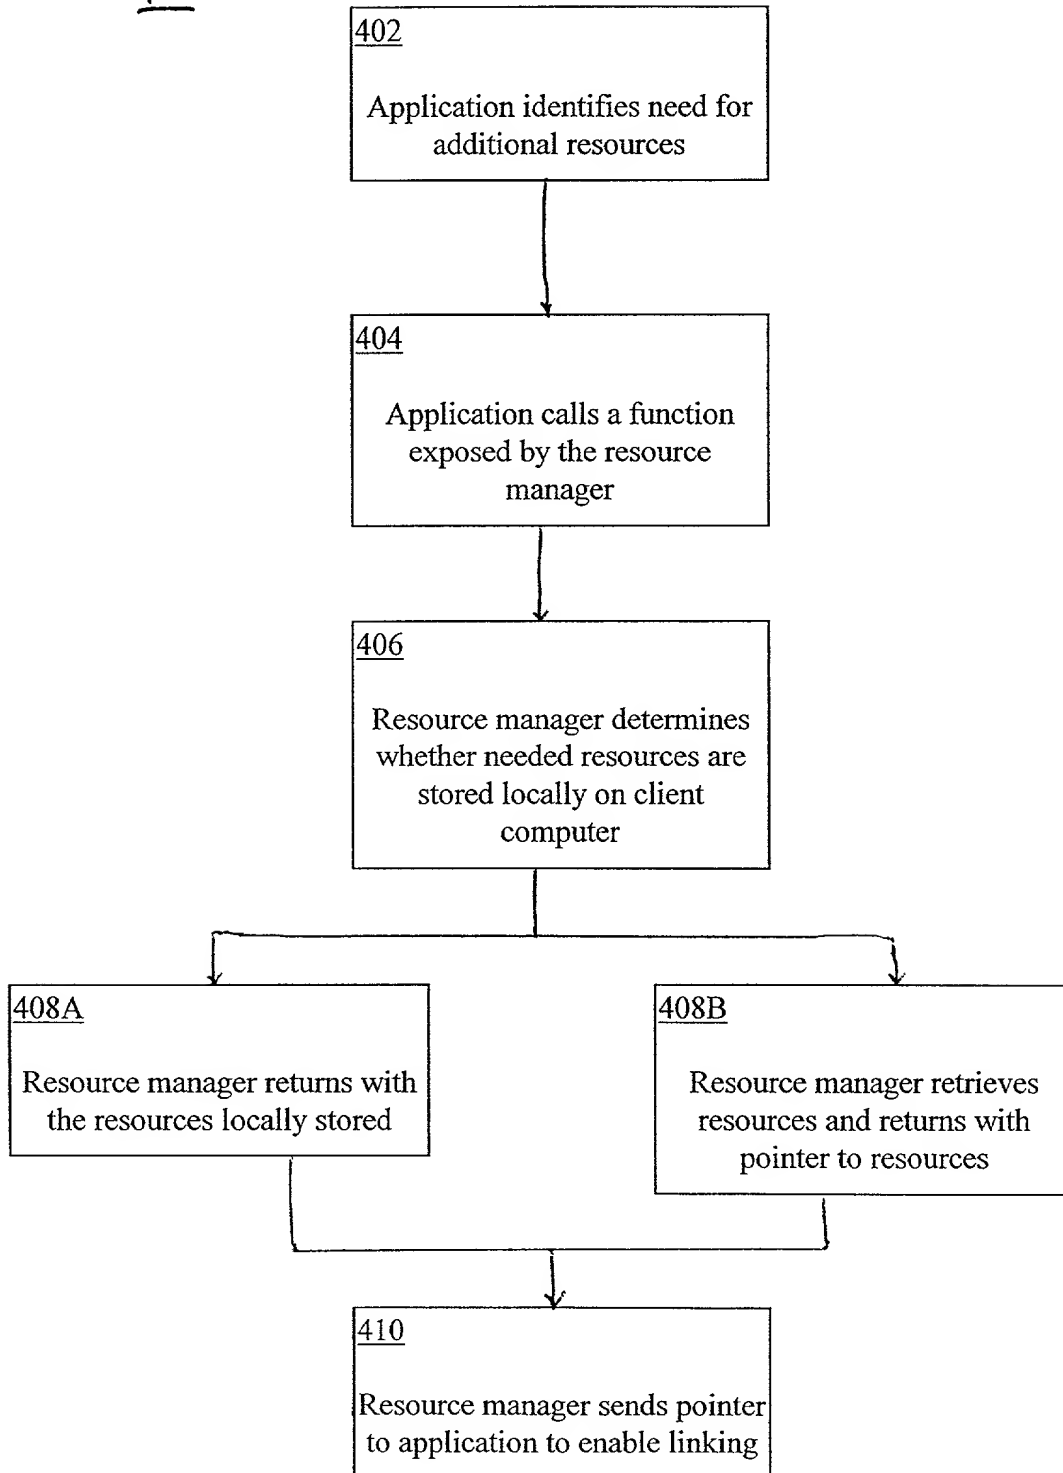 402
Application identifies need for
additional resources
404
Application calls a function
exposed by the resource
manager
406
Resource manager determines
whether needed resources are
stored locally on client
computer
408A
Resource manager returns with
the resources locally stored
408B
Resource manager retrieves
resources and returns with
pointer to resources
410
Resource manager sends pointer
to application to enable linking